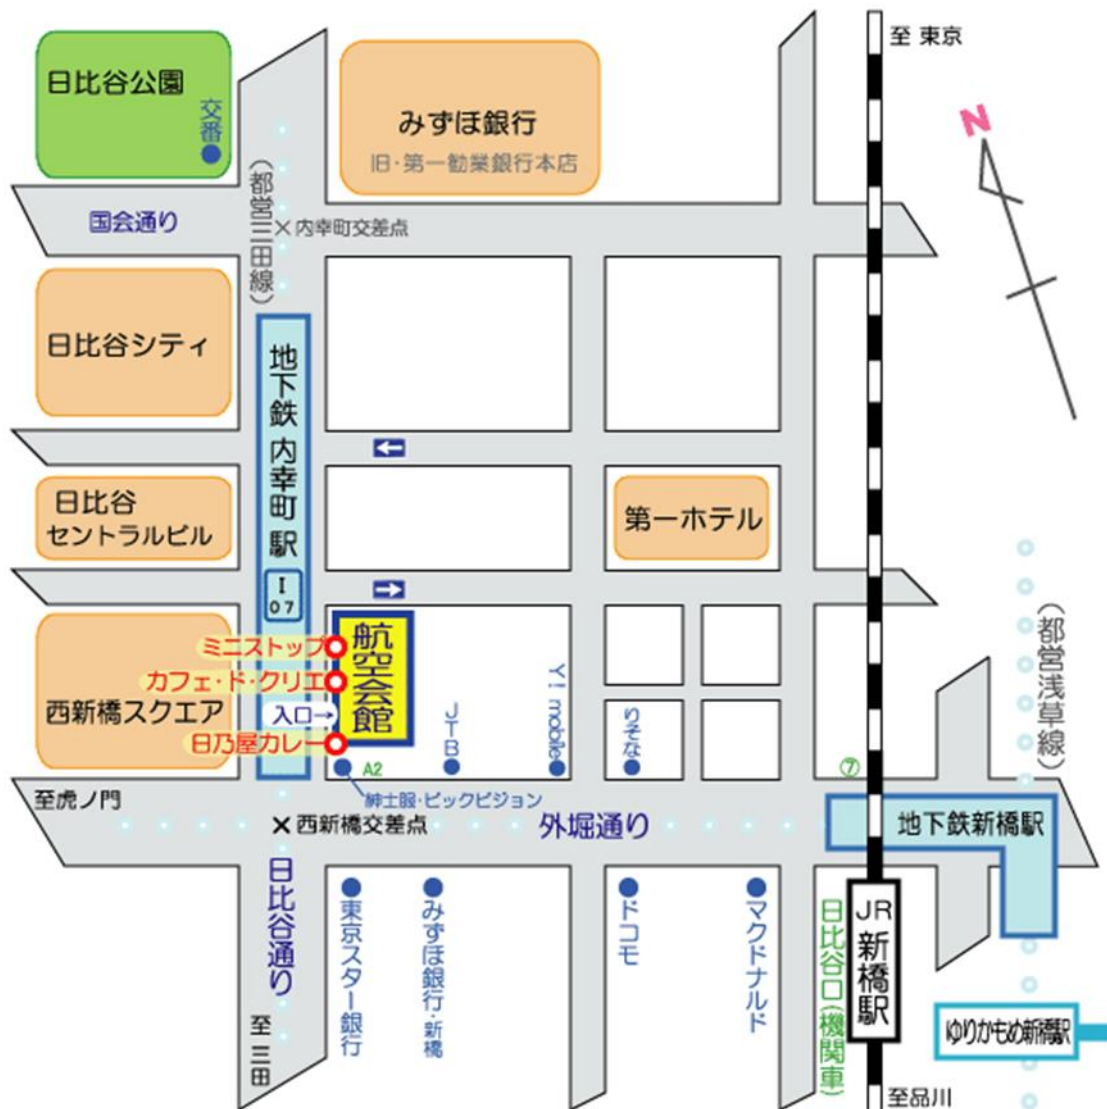 至 東京
日比谷公園
交番
みずほ銀行
旧・第一勧業銀行本店
N
国会通り
(都営三田線)
×内幸町交差点
日比谷シティ
地下鉄 内幸町駅
I
07
←
日比谷
セントラルビル
第一ホテル
→
航空会館
ミニストップ
カフェ・ド・クリエ
西新橋スクエア
入口→
日乃屋カレー
JTB
Y! mobile
りそな
(都営浅草線)
A2
⑦
紳士服・ビックビジョン
至虎ノ門
×西新橋交差点
外堀通り
地下鉄新橋駅
日比谷通り
東京スター銀行
みずほ銀行・新橋
ドコモ
マクドナルド
日比谷口(機関車)
JR
新橋駅
至 三田
ゆりかもめ新橋駅
至品川